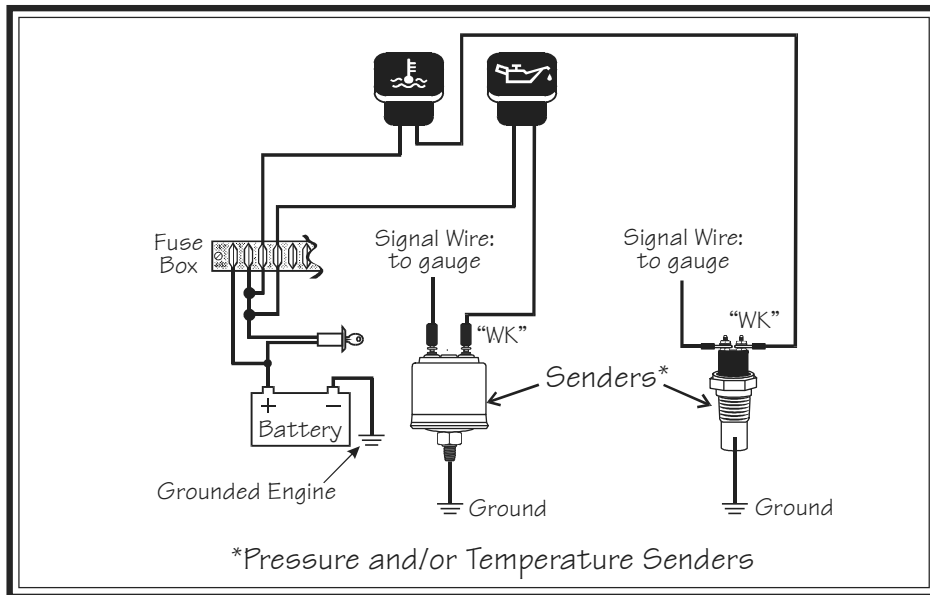 Fuse
Box
Signal Wire:
to gauge
Signal Wire:
to gauge
“WK”
“WK”
Senders*
+ −
Battery
Grounded Engine
Ground
Ground
*Pressure and/or Temperature Senders